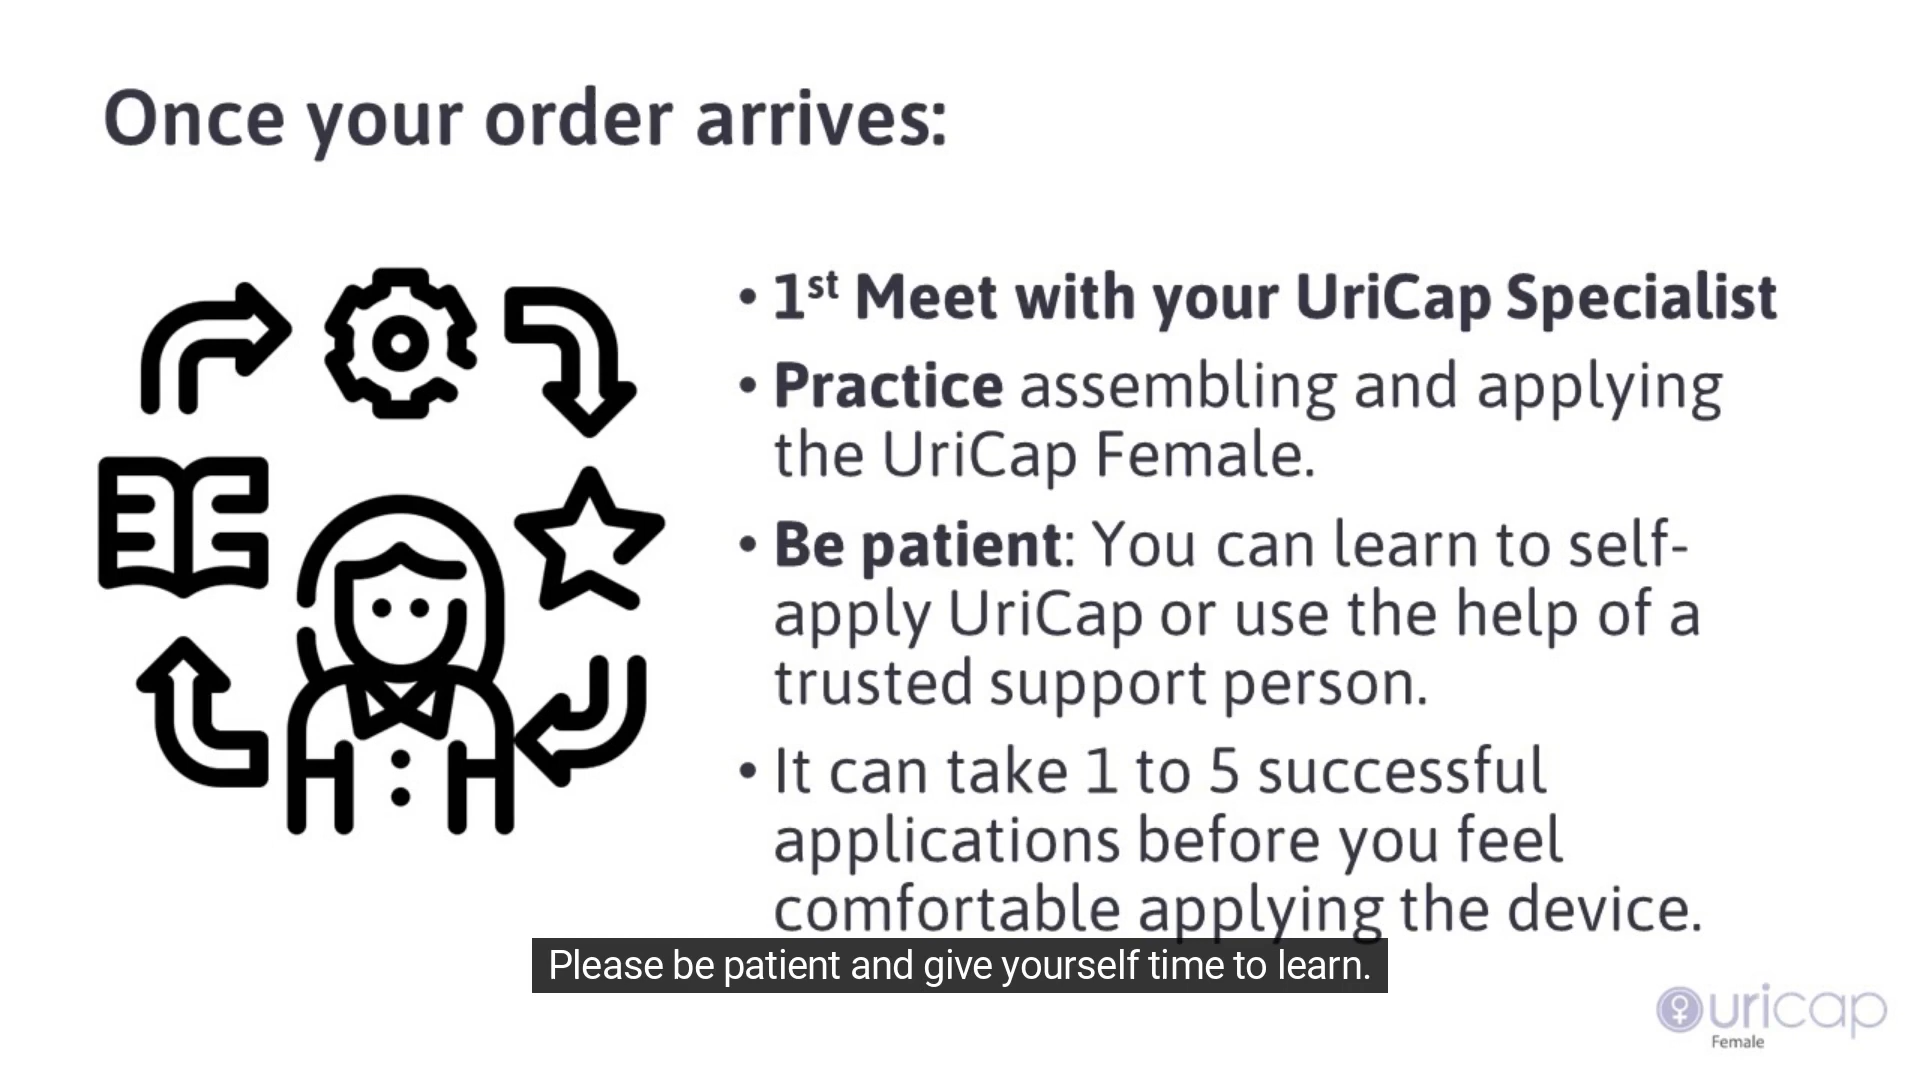 Once your order arrives:
• 1st Meet with your UriCap Specialist
• Practice assembling and applying
the UriCap Female.
• Be patient: You can learn to self-
apply UriCap or use the help of a
trusted support person.
• It can take 1 to 5 successful
applications before you feel
comfortable applying the device.
Please be patient and give yourself time to learn.
uricap
Female